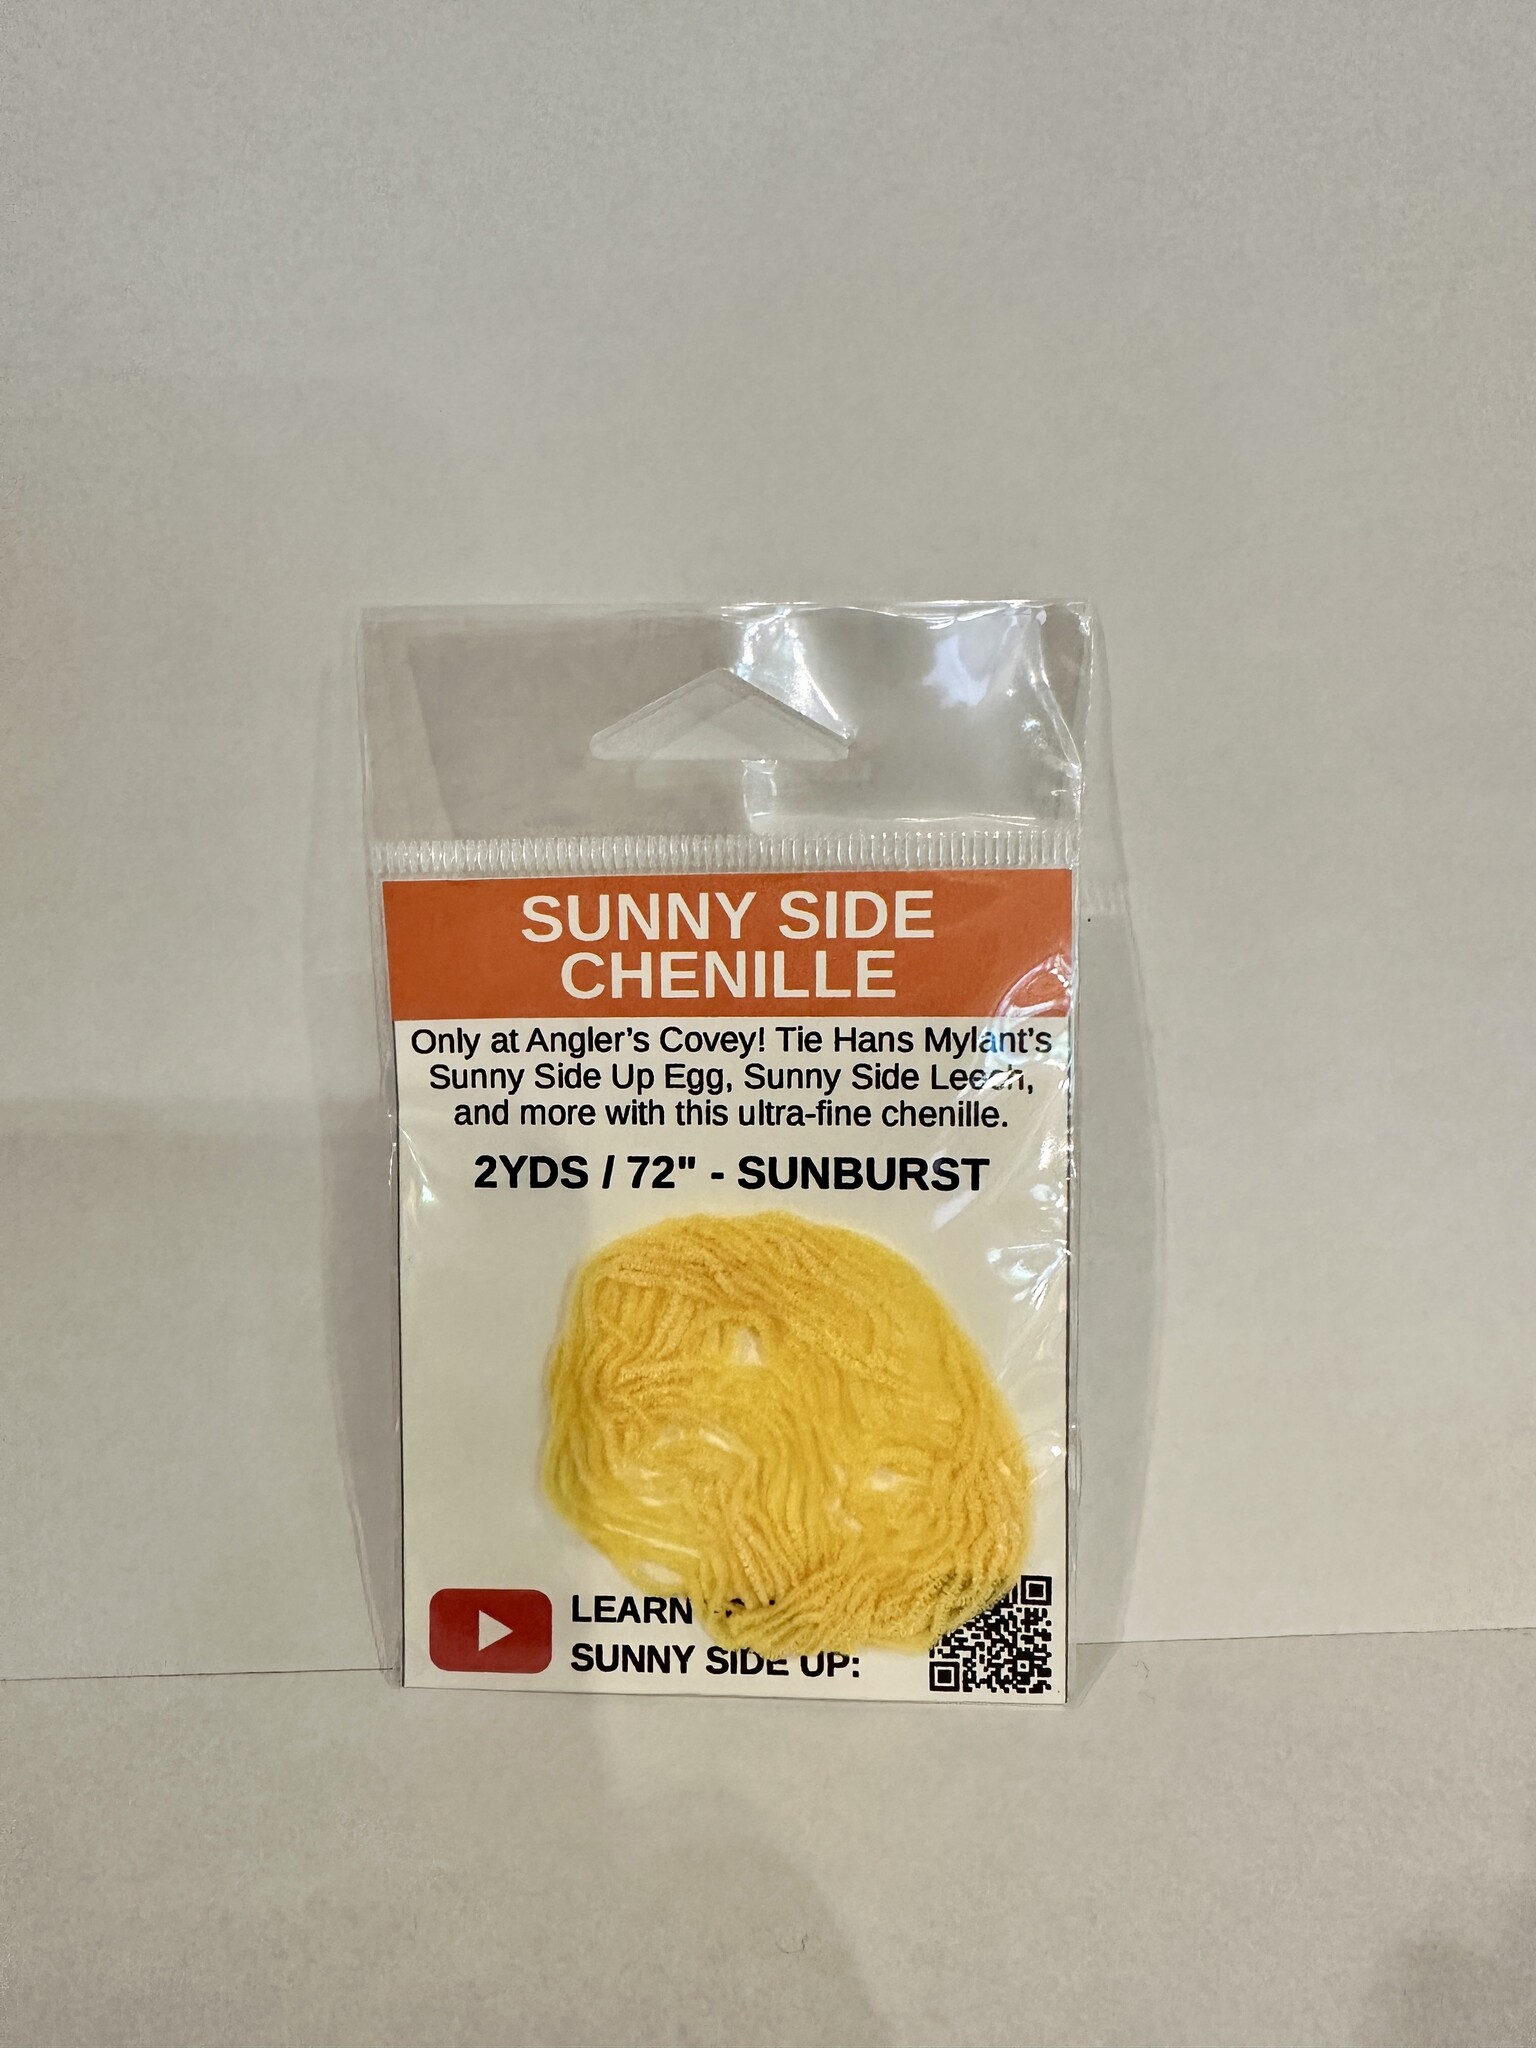 SUNNY SIDE
CHENILLE
Only at Angler’s Covey! Tie Hans Mylant’s
Sunny Side Up Egg, Sunny Side Leech,
and more with this ultra-fine chenille.
2YDS / 72" - SUNBURST
LEARN
SUNNY SIDE UP: